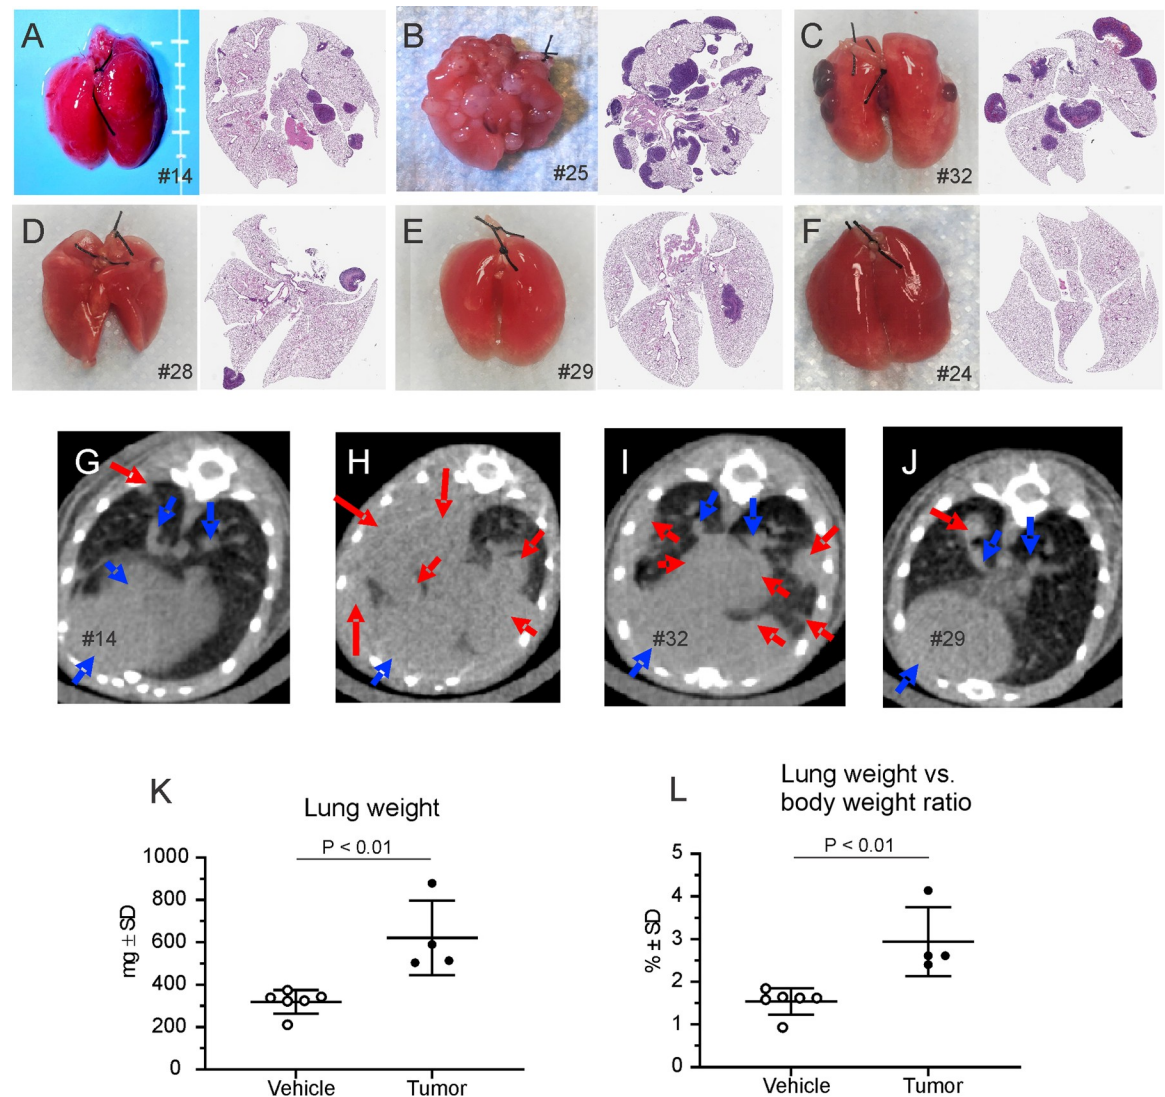 A
#14
B
#25
C
#32
D
#28
E
#29
F
#24
G
#14
H
I
#32
J
#29
K
Lung weight
P < 0.01
1000
800
600
400
200
0
mg ± SD
Vehicle
Tumor
L
Lung weight vs.
body weight ratio
P < 0.01
5
4
3
2
1
0
% ± SD
Vehicle
Tumor